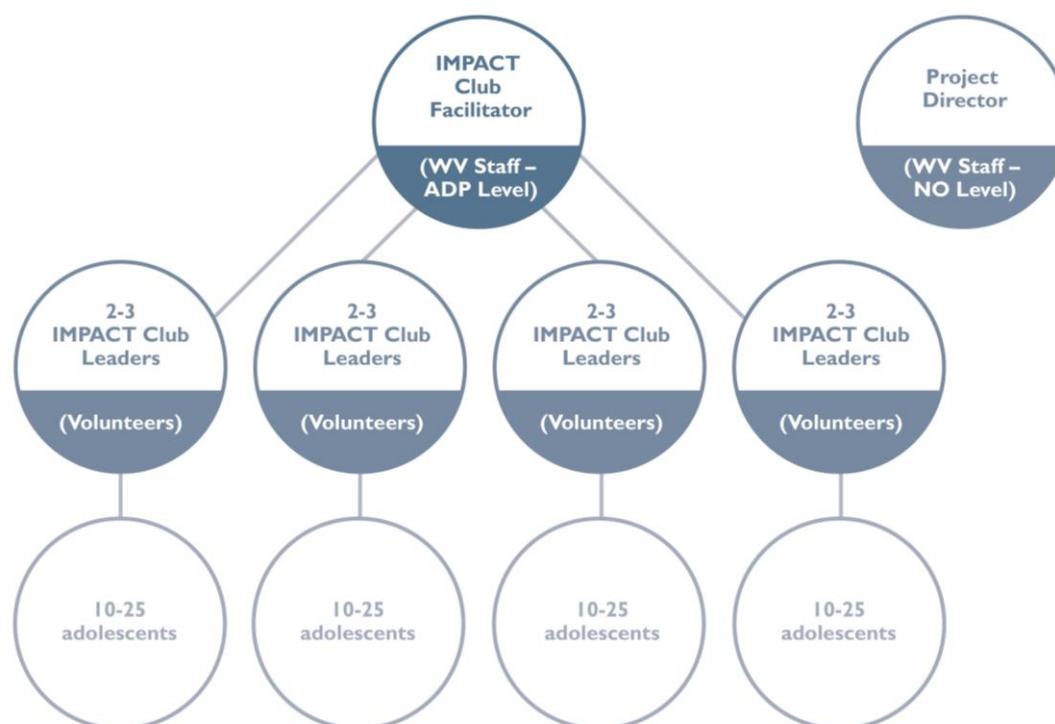 IMPACT
Club
Facilitator
(WV Staff –
ADP Level)
Project
Director
(WV Staff –
NO Level)
2-3
IMPACT Club
Leaders
(Volunteers)
2-3
IMPACT Club
Leaders
(Volunteers)
2-3
IMPACT Club
Leaders
(Volunteers)
2-3
IMPACT Club
Leaders
(Volunteers)
10-25
adolescents
10-25
adolescents
10-25
adolescents
10-25
adolescents